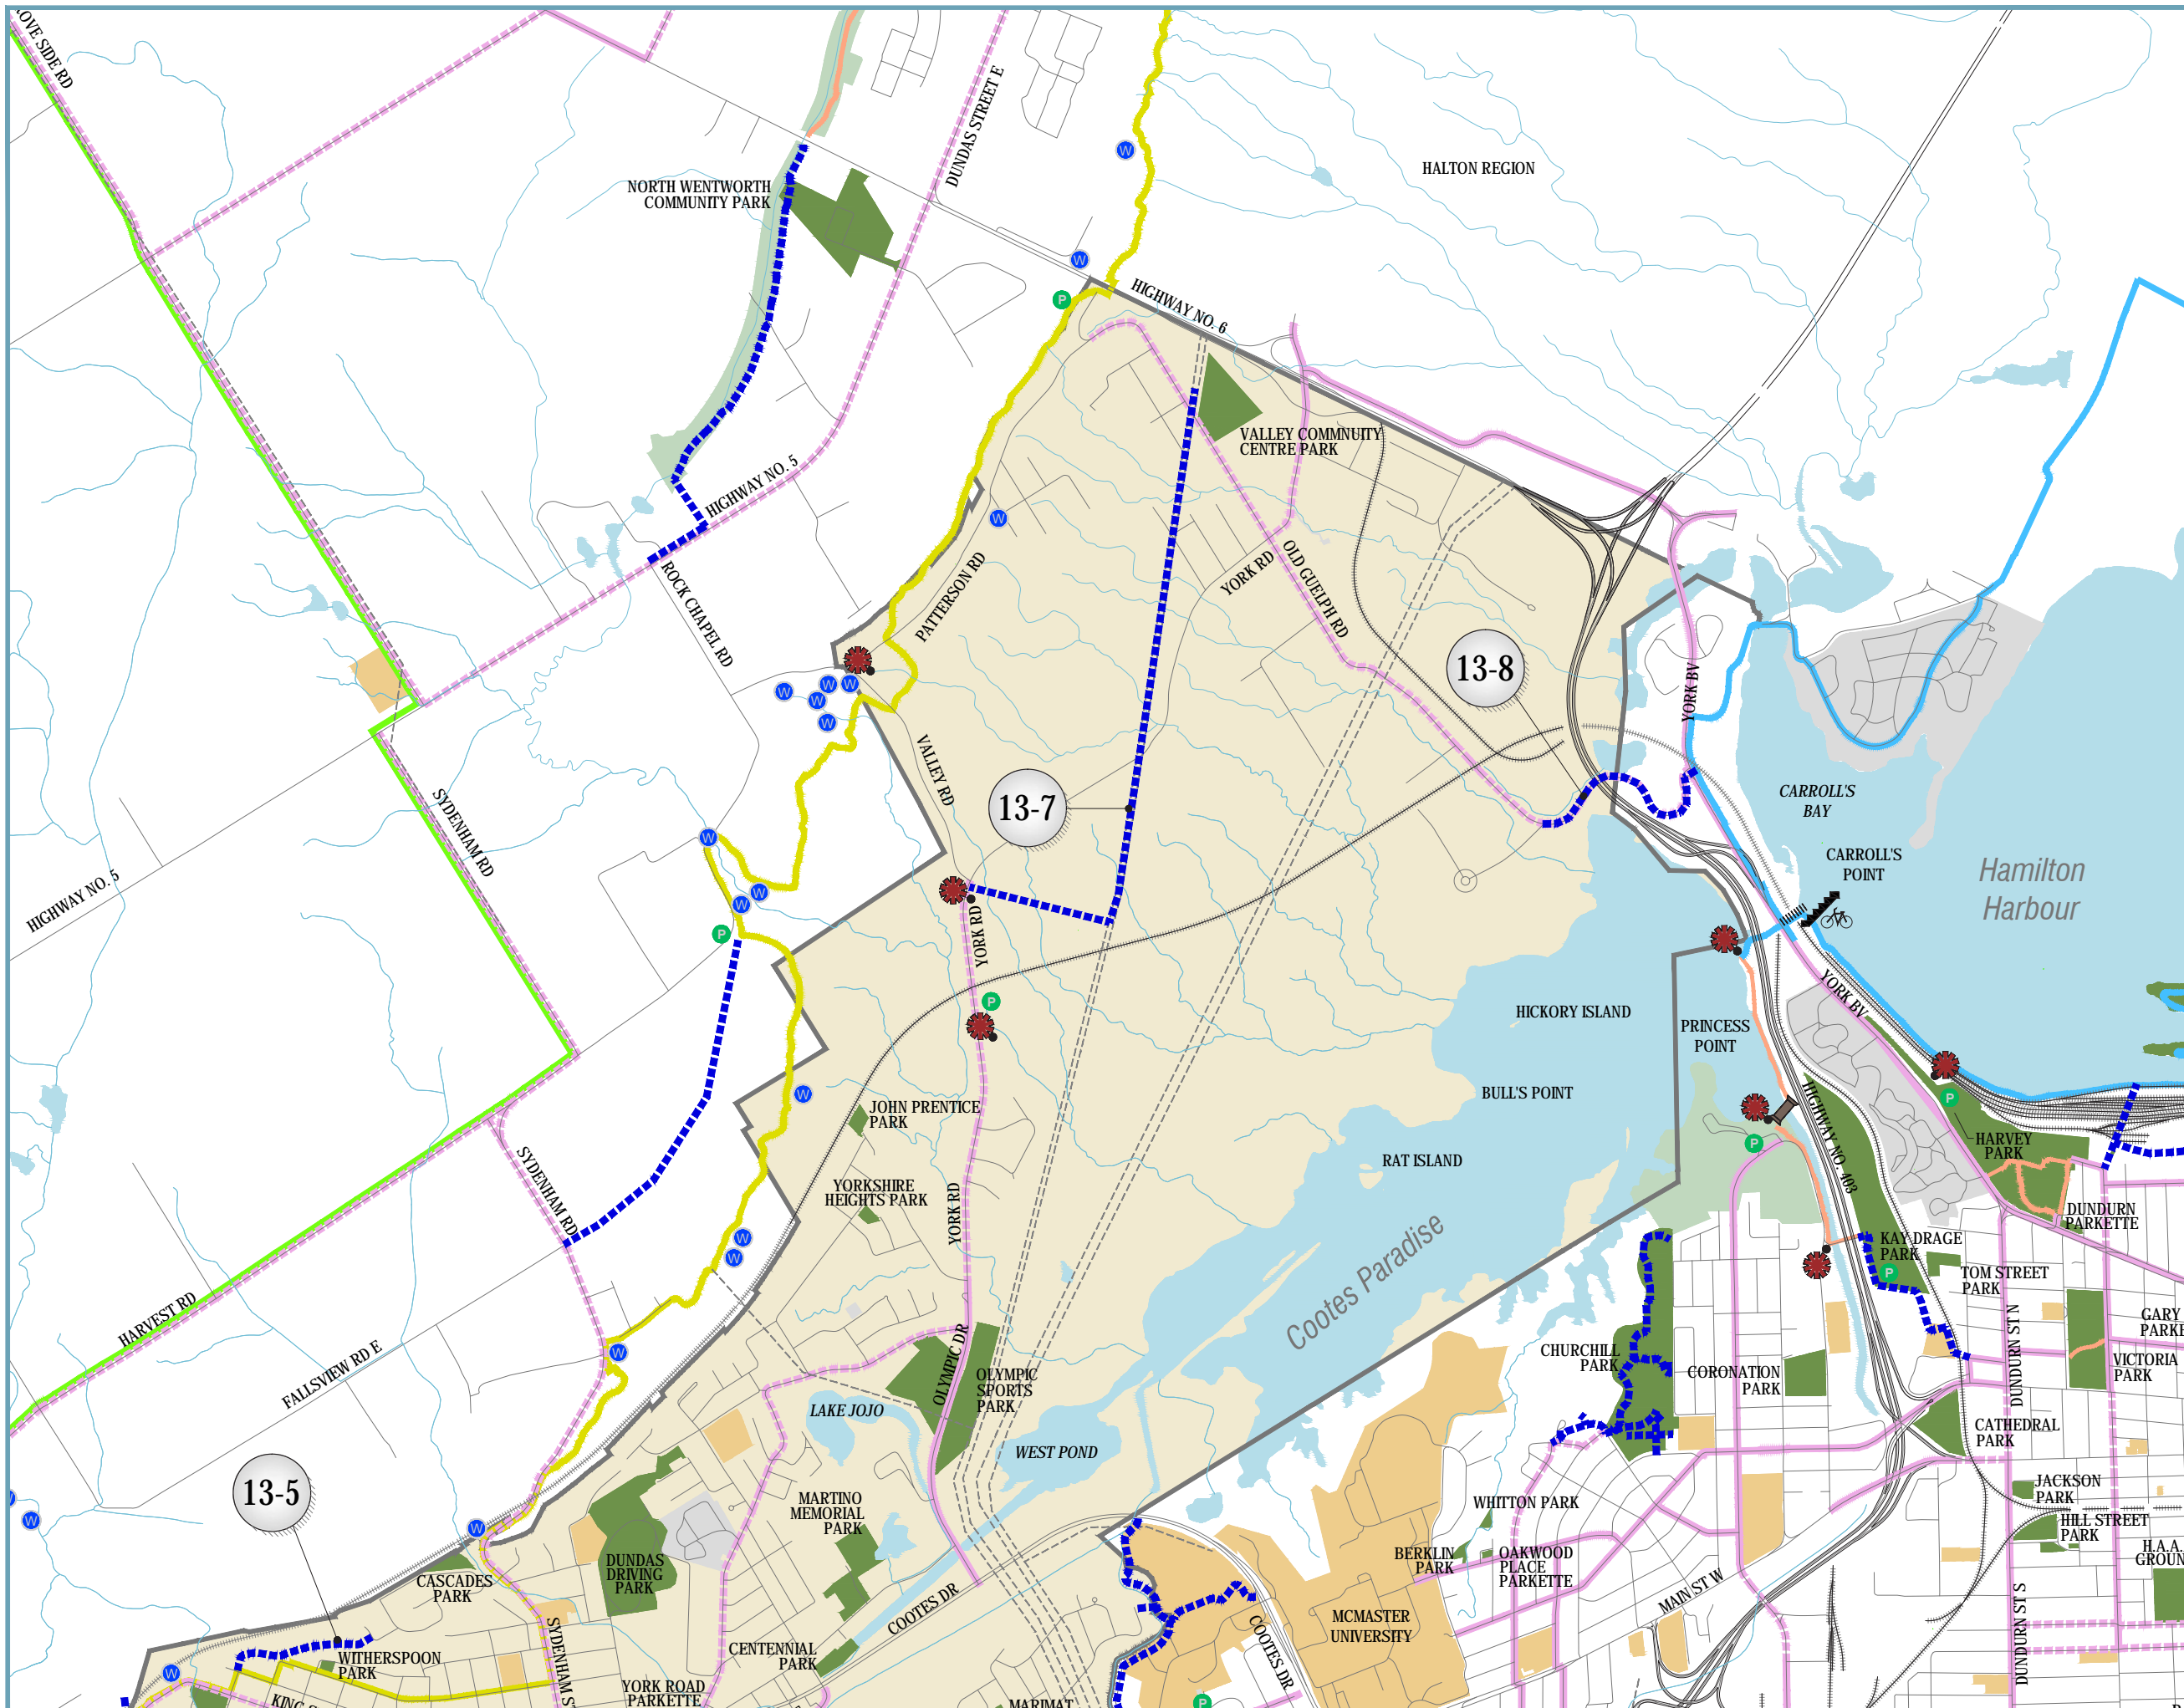 DUNDAS STREET E
HALTON REGION
NORTH WENTWORTH
COMMUNITY PARK
HIGHWAY NO. 6
P
W
W
VALLEY COMMNUITY
CENTRE PARK
HIGHWAY NO. 5
W
ROCK CHAPEL RD
PATTERSON RD
YORK RD
OLD GUELPH RD
13-8
YORK BV
W
W
W
W
W
VALLEY RD
13-7
SYDENHAM RD
CARROLL'S
BAY
CARROLL'S
POINT
Hamilton
Harbour
HIGHWAY NO. 5
W
W
W
P
YORK RD
P
HICKORY ISLAND
YORK BV
PRINCESS
POINT
BULL'S POINT
W
JOHN PRENTICE
PARK
HIGHWAY NO. 403
P
P
HARVEY
PARK
RAT ISLAND
SYDENHAM RD
YORKSHIRE
HEIGHTS PARK
YORK RD
DUNDURN
PARKETTE
W
W
Cootes Paradise
KAY DRAGE
PARK
P
TOM STREET
PARK
HARVEST RD
FALLSVIEW RD E
W
OLYMPIC DR
OLYMPIC
SPORTS
PARK
CHURCHILL
PARK
CORONATION
PARK
DUNDURN ST N
GARY
VICTORIA
PARK
LAKE JOJO
WEST POND
CATHEDRAL
PARK
13-5
W
W
MARTINO
MEMORIAL
PARK
WHITTON PARK
JACKSON
PARK
HILL STREET
PARK
H.A.A.
DUNDAS
DRIVING
PARK
CASCADES
PARK
BERKLIN
PARK
OAKWOOD
PLACE
PARKETTE
COOTES DR
MAIN ST W
DUNDURN ST S
MCMASTER
UNIVERSITY
COOTES DR
SYDENHAM ST
WITHERSPOON
PARK
CENTENNIAL
PARK
W
YORK ROAD
PARKETTE
P